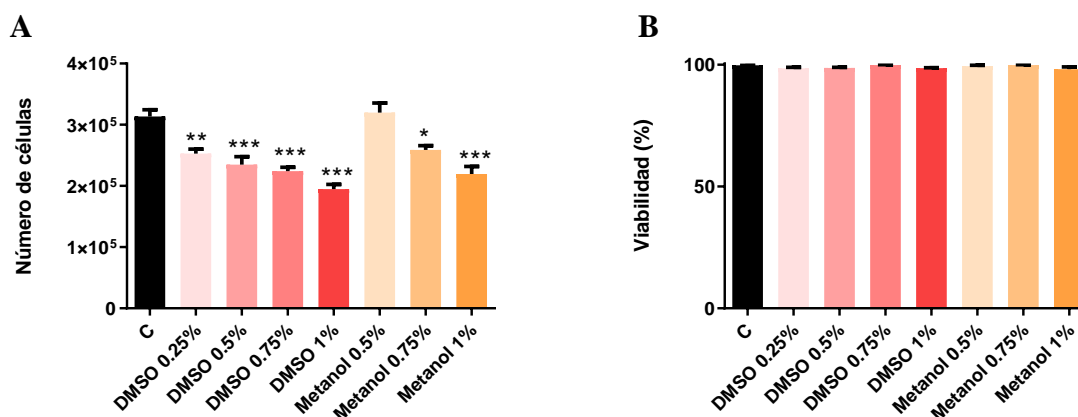 A
Número de células
4×10⁵
3×10⁵
2×10⁵
1×10⁵
0
**
***
***
***
*
***
C
DMSO 0.25%
DMSO 0.5%
DMSO 0.75%
DMSO 1%
Metanol 0.5%
Metanol 0.75%
Metanol 1%
B
Viabilidad (%)
100
50
0
C
DMSO 0.25%
DMSO 0.5%
DMSO 0.75%
DMSO 1%
Metanol 0.5%
Metanol 0.75%
Metanol 1%